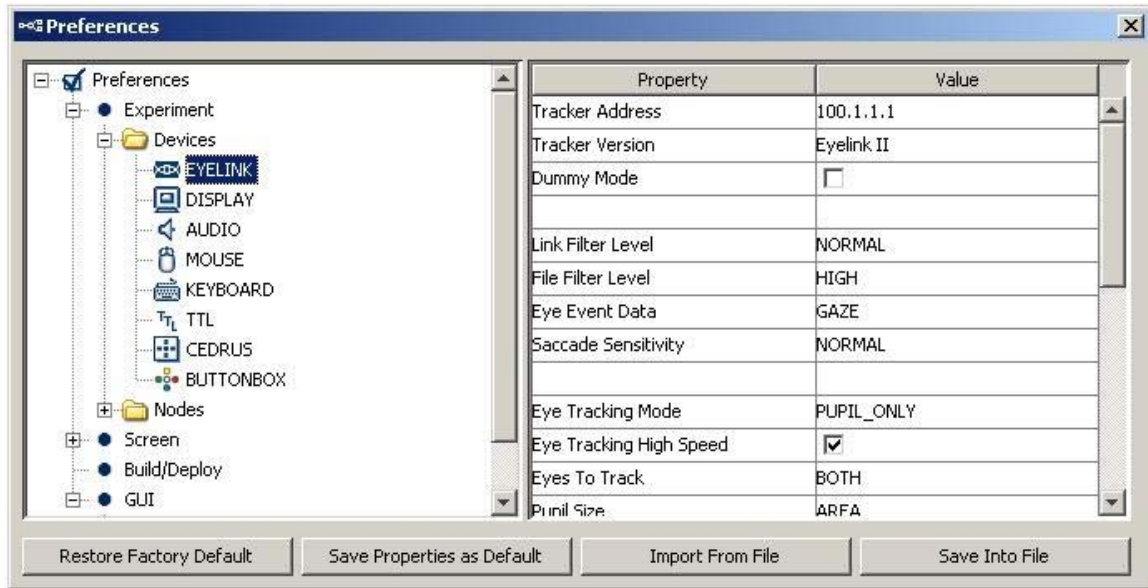 Preferences
Preferences
Experiment
Devices
EYELINK
DISPLAY
AUDIO
MOUSE
KEYBOARD
TTL TTL
CEDRUS
BUTTONBOX
Nodes
Screen
Build/Deploy
GUI
Property Value
Tracker Address 100.1.1.1
Tracker Version Eyelink II
Dummy Mode
Link Filter Level NORMAL
File Filter Level HIGH
Eye Event Data GAZE
Saccade Sensitivity NORMAL
Eye Tracking Mode PUPIL_ONLY
Eye Tracking High Speed
Eyes To Track BOTH
Pupil Size AREA
Restore Factory Default Save Properties as Default Import From File Save Into File